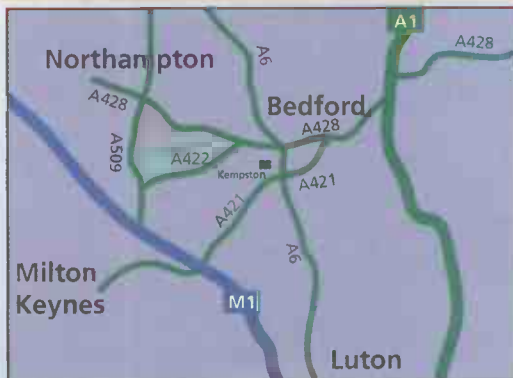 A1
A428
Northampton
A6
A428
Bedford
A428
A509
A422
Kempston
A421
A421
A6
Milton
Keynes
M1
Luton